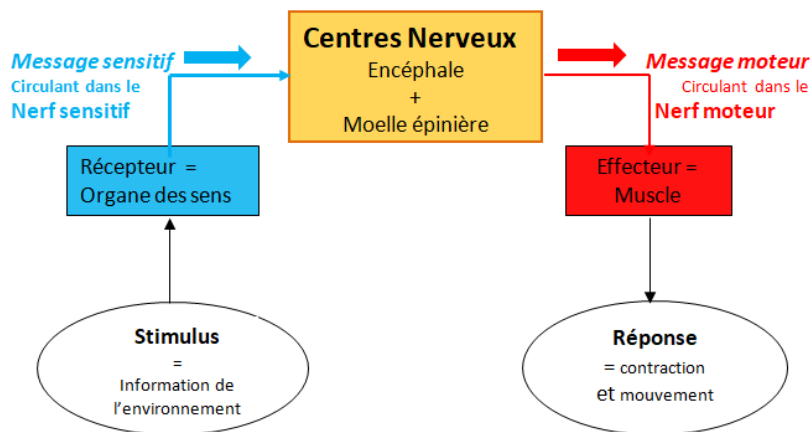 Message sensitif
Circulant dans le
Nerf sensitif
Centres Nerveux
Encéphale
+
Moelle épinière
Message moteur
Circulant dans le
Nerf moteur
Récepteur =
Organe des sens
Effecteur =
Muscle
Stimulus
=
Information de
l'environnement
Réponse
= contraction
et mouvement